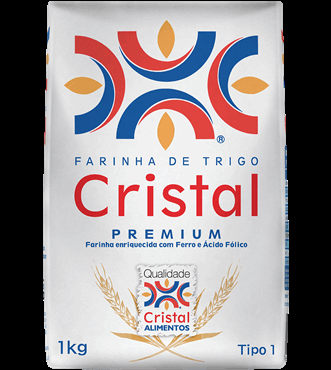 ®
FARINHA DE TRIGO
Cristal
PREMIUM
Farinha enriquecida com Ferro e Ácido Fólico
Qualidade
Cristal
ALIMENTOS
1kg
Tipo 1